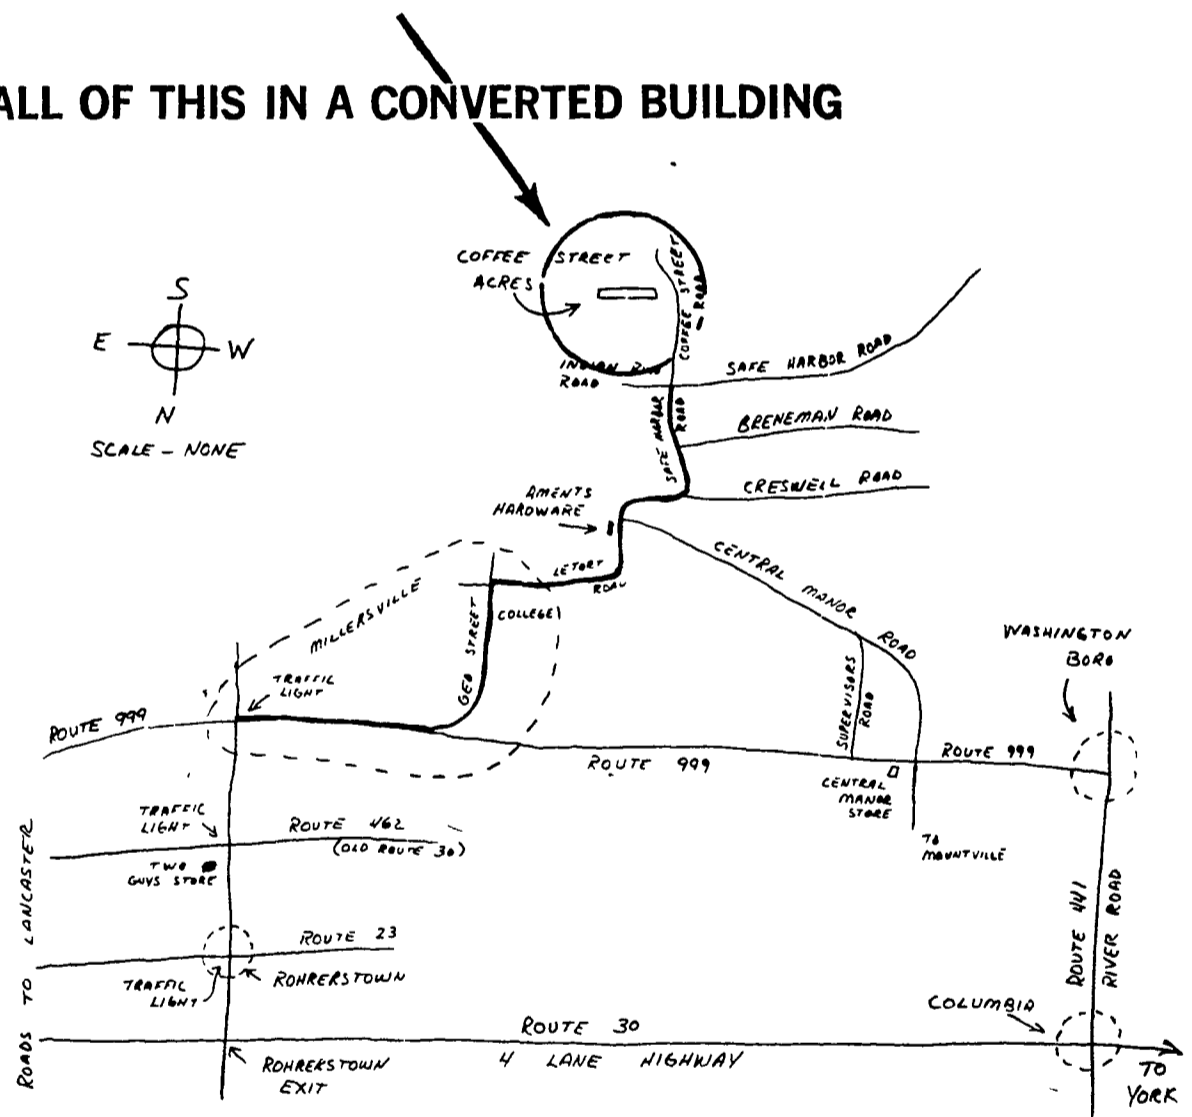 ALL OF THIS IN A CONVERTED BUILDING
COFFEE STREET
ACRES
COFFEE STREET
ROAD
S
E
W
N
SCALE - NONE
INDIAN RUN
ROAD
SAFE HARBOR ROAD
SAFE HARBOR
ROAD
BRENEMAN ROAD
CRESWELL ROAD
AMENTS
HARDWARE
CENTRAL MANOR ROAD
LETORT
ROAD
MILLERSVILLE
GEO STREET
COLLEGE
WASHINGTON
BORO
TRAFFIC
LIGHT
SUPERVISORS
ROAD
ROUTE 999
ROUTE 999
ROUTE 999
CENTRAL
MANOR
STORE
TO
MOUNTVILLE
TRAFFIC
LIGHT
ROUTE 462
(OLD ROUTE 30)
TWO
GUYS STORE
ROADS TO LANCASTER
ROUTE 441
RIVER ROAD
ROUTE 23
ROHRERSTOWN
TRAFFIC
LIGHT
COLUMBIA
ROUTE 30
4 LANE HIGHWAY
ROHRERSTOWN
EXIT
TO
YORK